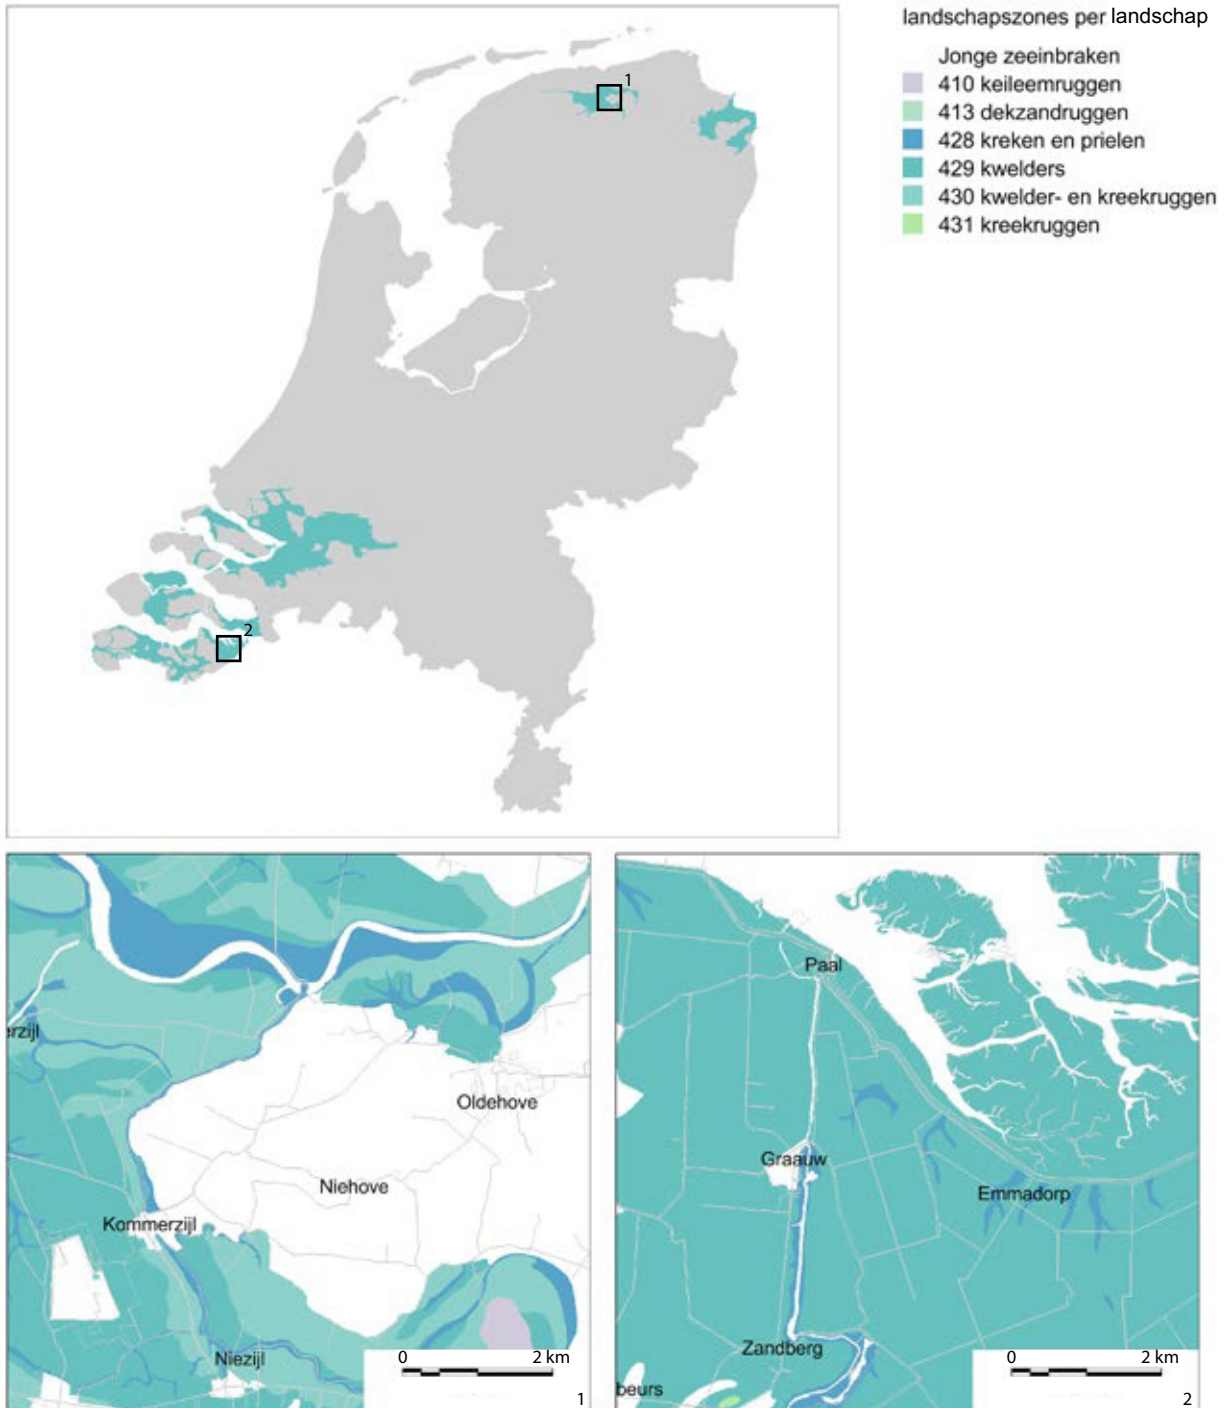 landschapszones per landschap
Jonge zeeinbraken
410 keileemruggen
413 dekzandruggen
428 kreken en prielen
429 kwelders
430 kwelder- en kreekruggen
431 kreekruggen
1
2
erzijl
Oldehove
Niehove
Kommerzijl
Niezijl
0 2 km
1
Paal
Graauw
Emmadorp
Zandberg
beurs
0 2 km
2